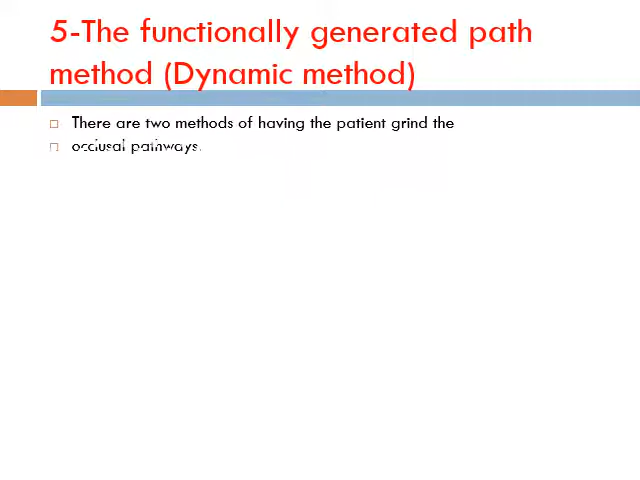 5-The functionally generated path
method (Dynamic method)
There are two methods of having the patient grind the
occlusal pathways.